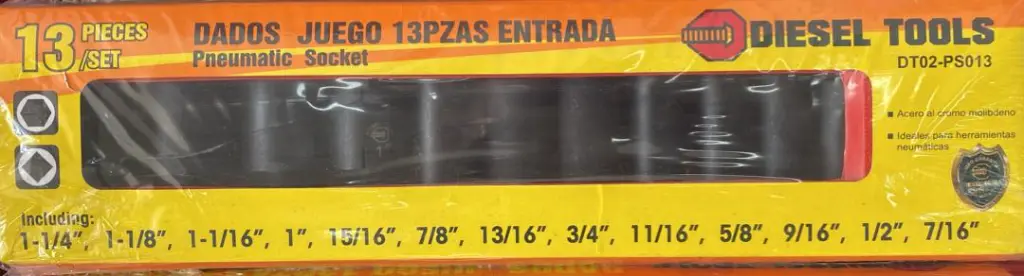 13 PIECES
/SET
DADOS JUEGO 13PZAS ENTRADA
Pneumatic Socket
DIESEL TOOLS
DT02-PS013
■ Acero al cromo molibdeno
■ Ideales para herramientas
neumáticas
Including:
1-1/4″, 1-1/8″, 1-1/16″, 1″, 15/16″, 7/8″, 13/16″, 3/4″, 11/16″, 5/8″, 9/16″, 1/2″, 7/16″